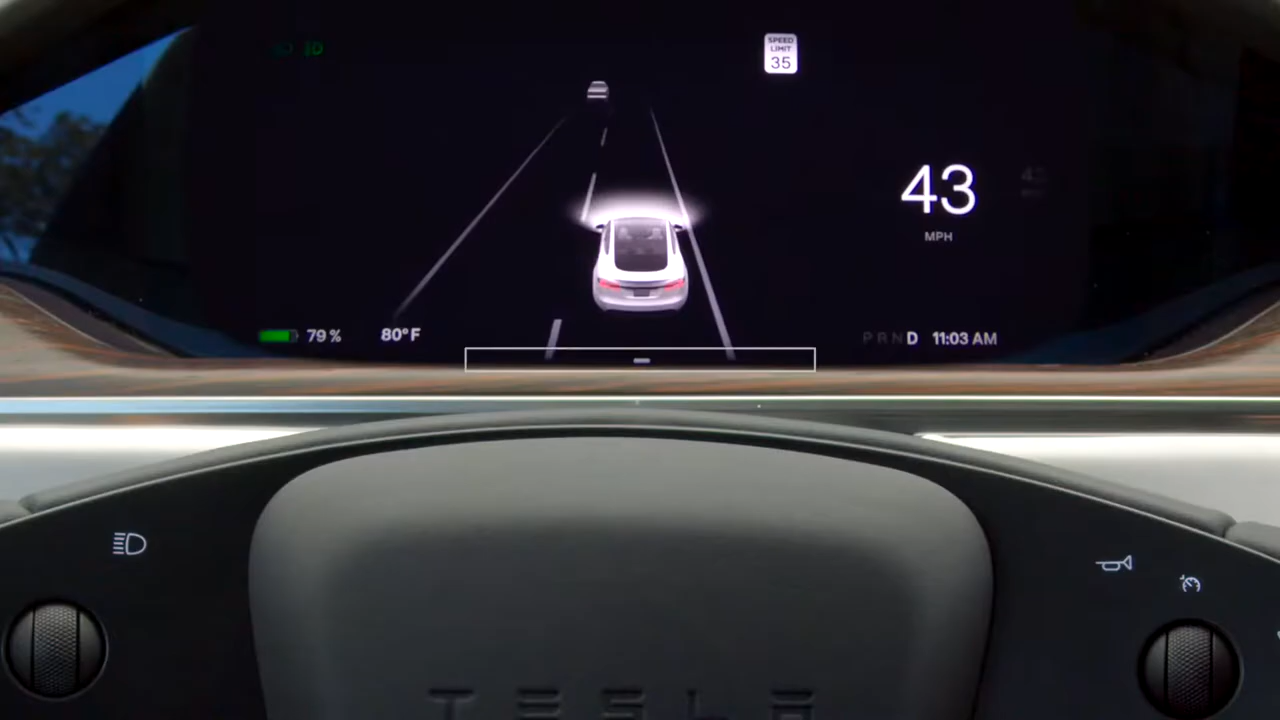 SPEED
LIMIT
35
43
MPH
79%
80°F
P R N D
11:03 AM
TESLA